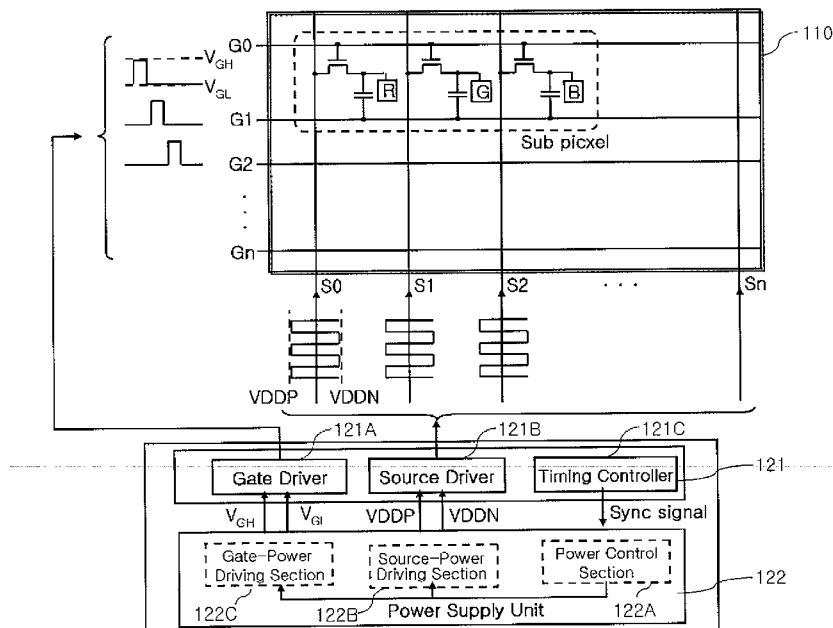 G0
V_GH
V_GL
R
G
B
110
G1
Sub picxel
G2
Gn
S0
S1
S2
Sn
VDDP
VDDN
121A
121B
121C
Gate Driver
Source Driver
Timing Controller
121
V_GH
V_GL
VDDP
VDDN
Sync signal
Gate-Power
Driving Section
Source-Power
Driving Section
Power Control
Section
122
122C
122B
Power Supply Unit
122A